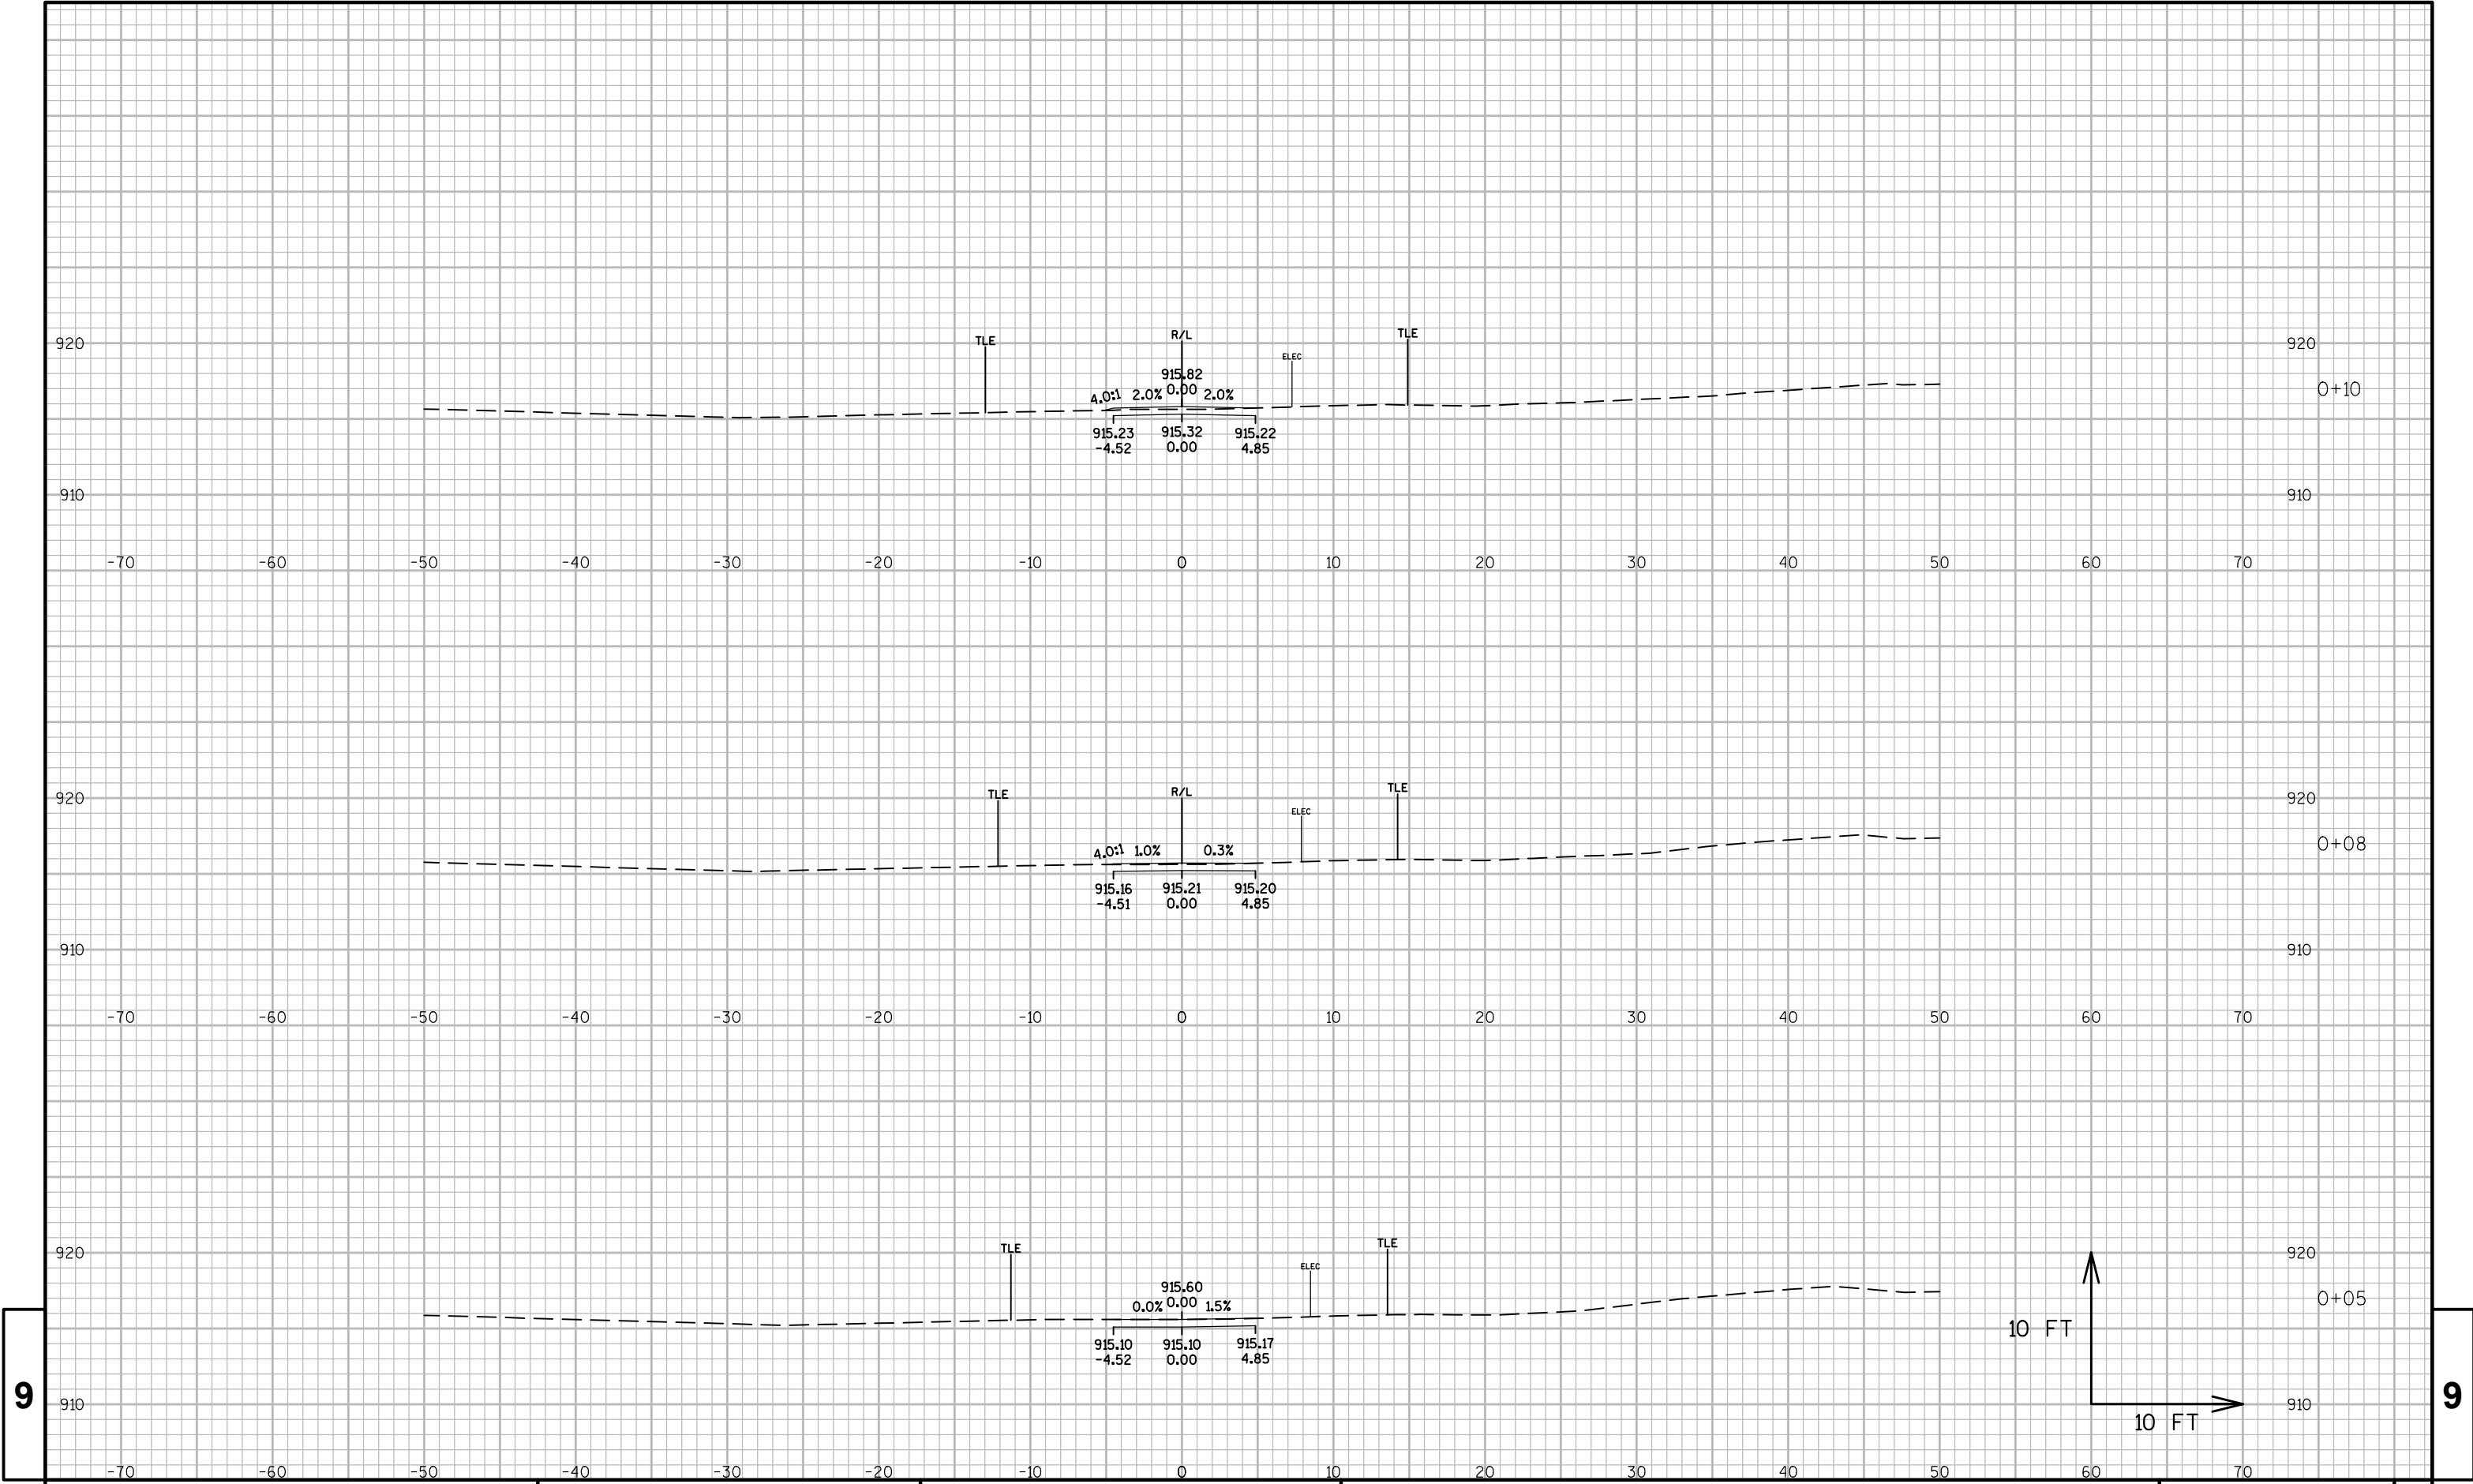 TLE R/L TLE
920 ELEC 920
915.82
0.00
4.0:1 2.0% 2.0% 0+10
915.23 915.32 915.22
-4.52 0.00 4.85
910 910
-70 -60 -50 -40 -30 -20 -10 0 10 20 30 40 50 60 70
TLE R/L TLE
920 ELEC 920
4.0:1 1.0% 0.3% 0+08
915.16 915.21 915.20
-4.51 0.00 4.85
910 910
-70 -60 -50 -40 -30 -20 -10 0 10 20 30 40 50 60 70
TLE TLE
920 ELEC 920
915.60
0.00
0.0% 1.5% 0+05
10 FT
915.10 915.10 915.17
-4.52 0.00 4.85
9 9
910 910
10 FT
-70 -60 -50 -40 -30 -20 -10 0 10 20 30 40 50 60 70